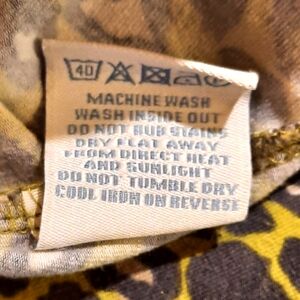 40
MACHINE WASH
WASH INSIDE OUT
DO NOT RUB STAINS
DRY FLAT AWAY
FROM DIRECT HEAT
AND SUNLIGHT
DO NOT TUMBLE DRY
COOL IRON ON REVERSE